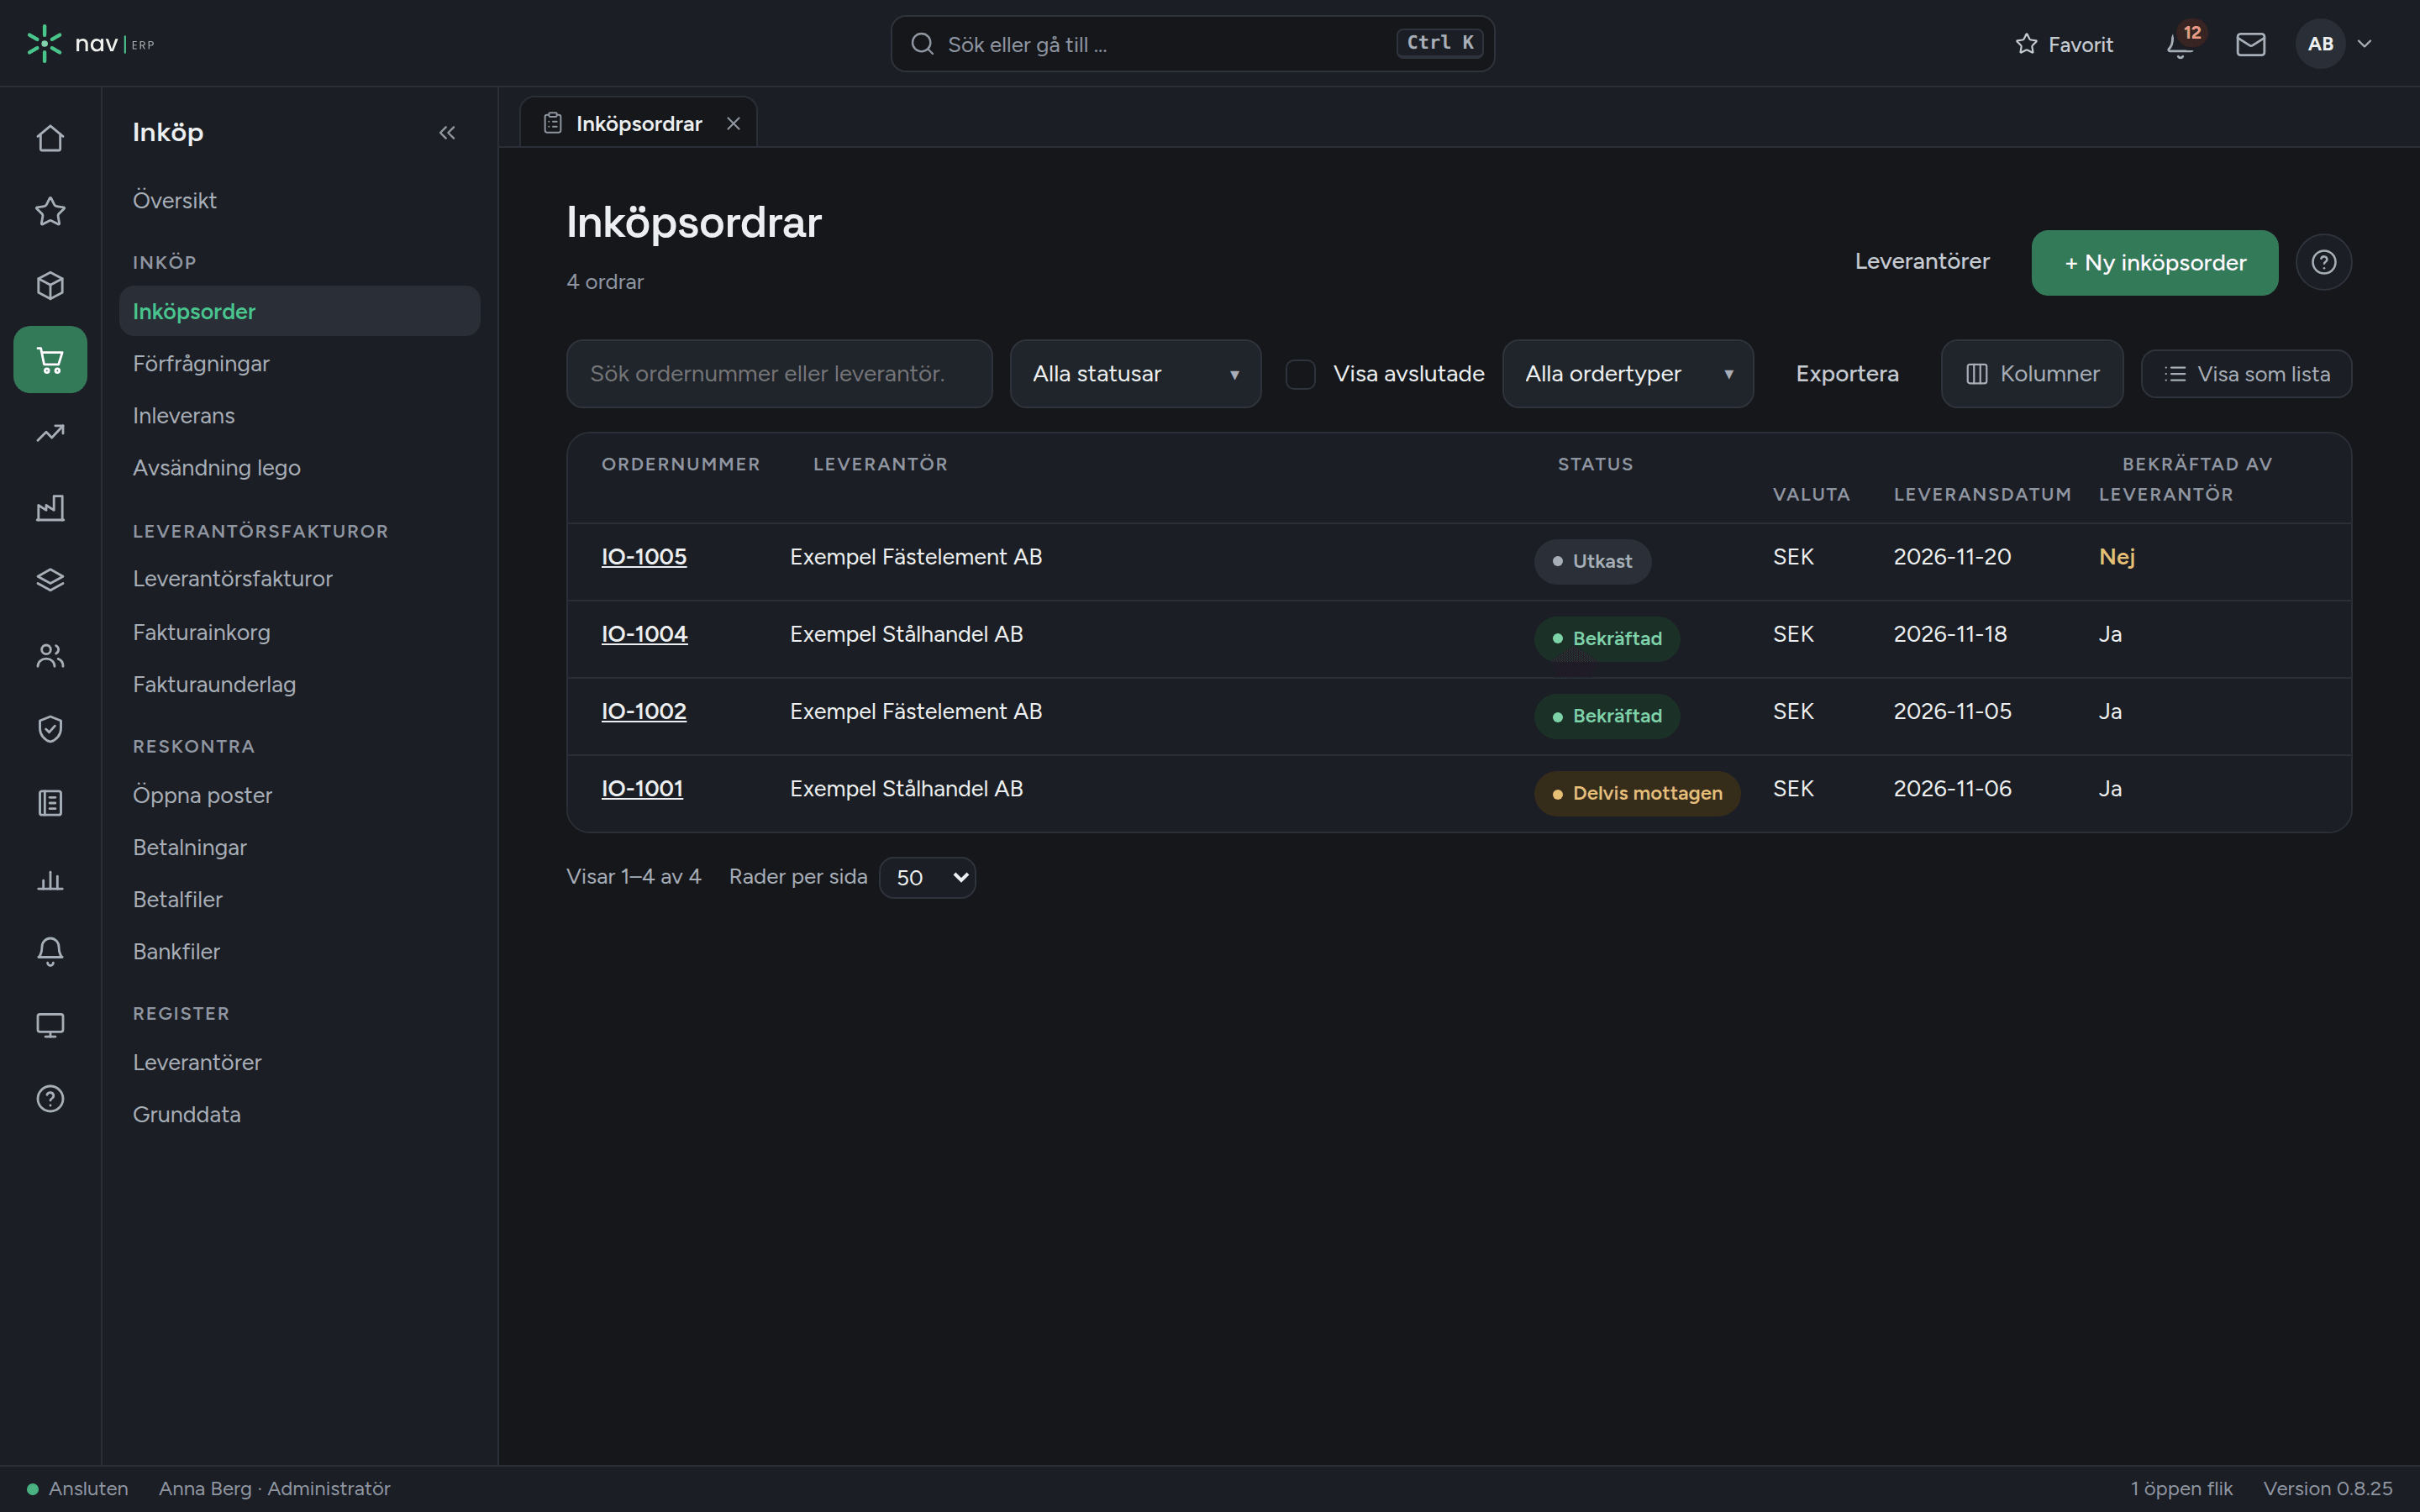 nav ERP
Sök eller gå till ...
Ctrl K
Favorit
12
AB
Inköp
Översikt
INKÖP
Inköpsorder
Förfrågningar
Inleverans
Avsändning lego
LEVERANTÖRSFAKTUROR
Leverantörsfakturor
Fakturainkorg
Fakturaunderlag
RESKONTRA
Öppna poster
Betalningar
Betalfiler
Bankfiler
REGISTER
Leverantörer
Grunddata
Inköpsordrar
Inköpsordrar
4 ordrar
Leverantörer
+ Ny inköpsorder
Sök ordernummer eller leverantör.
Alla statusar
Visa avslutade
Alla ordertyper
Exportera
Kolumner
Visa som lista
ORDERNUMMER LEVERANTÖR STATUS VALUTA LEVERANSDATUM BEKRÄFTAD AV LEVERANTÖR
IO-1005 Exempel Fästelement AB Utkast SEK 2026-11-20 Nej
IO-1004 Exempel Stålhandel AB Bekräftad SEK 2026-11-18 Ja
IO-1002 Exempel Fästelement AB Bekräftad SEK 2026-11-05 Ja
IO-1001 Exempel Stålhandel AB Delvis mottagen SEK 2026-11-06 Ja
Visar 1–4 av 4 Rader per sida 50
Ansluten Anna Berg · Administratör
1 öppen flik Version 0.8.25